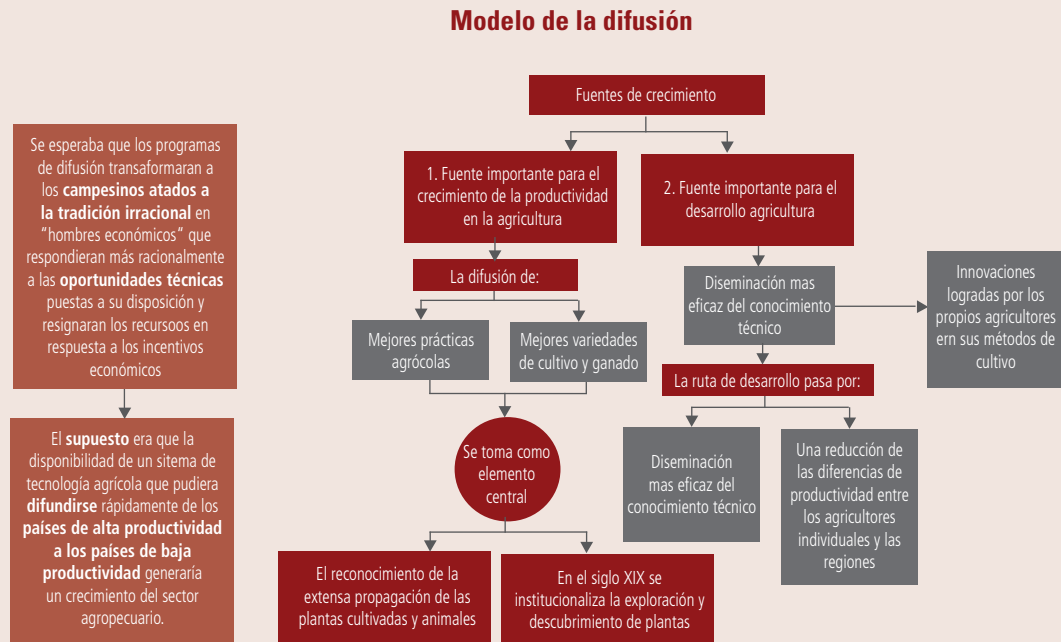 Modelo de la difusión
Se esperaba que los programas
de difusión transformaran a
los campesinos atados a
la tradición irracional en
"hombres económicos" que
respondieran más racionalmente
a las oportunidades técnicas
puestas a su disposición y
resignaran los recursoos en
respuesta a los incentivos
económicos
El supuesto era que la
disponibilidad de un sitema de
tecnología agrícola que pudiera
difundirse rápidamente de los
países de alta productividad
a los países de baja
productividad generaría
un crecimiento del sector
agropecuario.
Fuentes de crecimiento
1. Fuente importante para el
crecimiento de la productividad
en la agricultura
La difusión de:
Mejores prácticas
agrócolas
Mejores variedades
de cultivo y ganado
Se toma como
elemento
central
El reconocimiento de la
extensa propagación de las
plantas cultivadas y animales
En el siglo XIX se
institucionaliza la exploración y
descubrimiento de plantas
2. Fuente importante para el
desarrollo agricultura
Diseminación mas
eficaz del conocimiento
técnico
Innovaciones
logradas por los
propios agricultores
ern sus métodos de
cultivo
La ruta de desarrollo pasa por:
Diseminación
mas eficaz del
conocimiento técnico
Una reducción de
las diferencias de
productividad entre
los agricultores
individuales y las
regiones